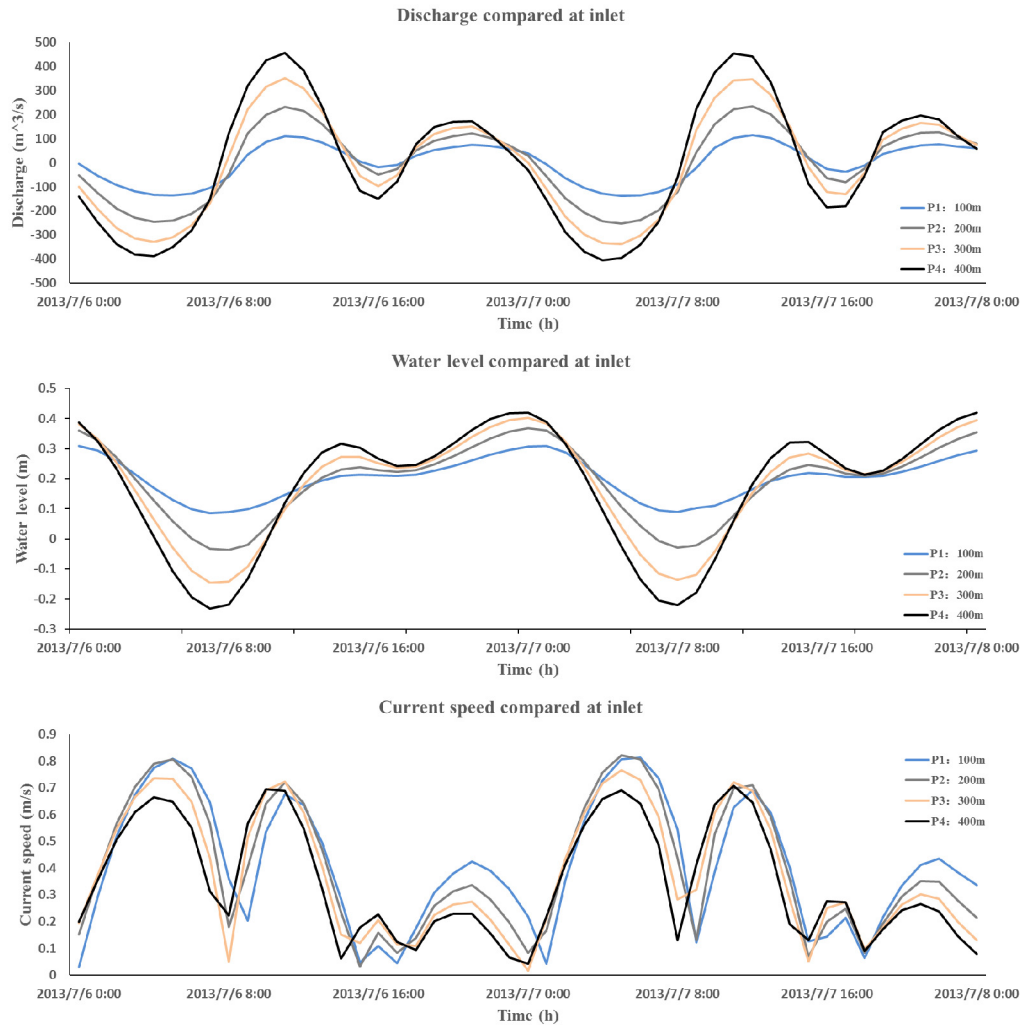 Discharge compared at inlet
500
400
300
200
100
0
-100
-200
-300
-400
-500
Discharge (m^3/s)
P1：100m
P2：200m
P3：300m
P4：400m
2013/7/6 0:00 2013/7/6 8:00 2013/7/6 16:00 2013/7/7 0:00 2013/7/7 8:00 2013/7/7 16:00 2013/7/8 0:00
Time (h)
Water level compared at inlet
0.5
0.4
0.3
0.2
0.1
0
-0.1
-0.2
-0.3
Water level (m)
P1：100m
P2：200m
P3：300m
P4：400m
2013/7/6 0:00 2013/7/6 8:00 2013/7/6 16:00 2013/7/7 0:00 2013/7/7 8:00 2013/7/7 16:00 2013/7/8 0:00
Time (h)
Current speed compared at inlet
0.9
0.8
0.7
0.6
0.5
0.4
0.3
0.2
0.1
0
Current speed (m/s)
P1：100m
P2：200m
P3：300m
P4：400m
2013/7/6 0:00 2013/7/6 8:00 2013/7/6 16:00 2013/7/7 0:00 2013/7/7 8:00 2013/7/7 16:00 2013/7/8 0:00
Time (h)